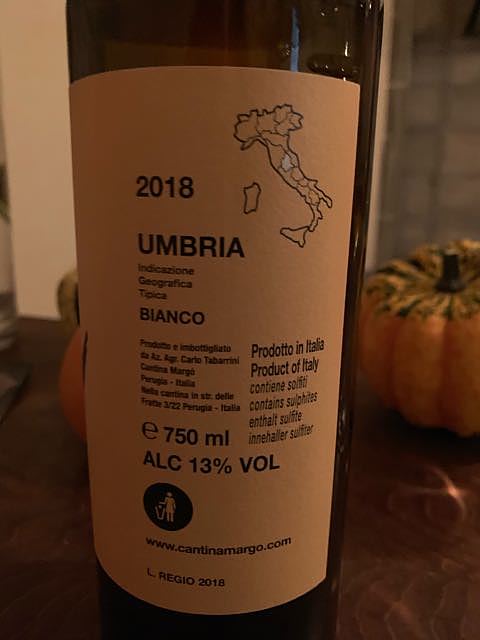 2018
UMBRIA
Indicazione
Geografica
Tipica
BIANCO
Prodotto e imbottigliato
da Az. Agr. Carlo Tabarrini
Cantina Margò
Perugia - Italia
Nella cantina in str. delle
Fratte 3/22 Perugia - Italia
Prodotto in Italia
Product of Italy
contiene solfiti
contains sulphites
enthalt sulfite
innehaller sulfiter
℮ 750 ml
ALC 13% VOL
www.cantinamargo.com
L REGIO 2018